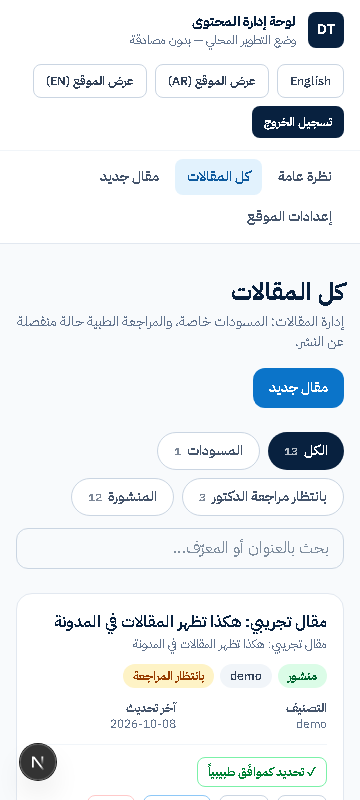 DT
لوحة إدارة المحتوى
وضع التطوير المحلي — بدون مصادقة
English
عرض الموقع (AR)
عرض الموقع (EN)
تسجيل الخروج
نظرة عامة
كل المقالات
مقال جديد
إعدادات الموقع
كل المقالات
إدارة المقالات: المسودات خاصة، والمراجعة الطبية حالة منفصلة
عن النشر.
مقال جديد
الكل 13
المسودات 1
بانتظار مراجعة الدكتور 3
المنشورة 12
بحث بالعنوان أو المعرّف...
مقال تجريبي: هكذا تظهر المقالات في المدونة
مقال تجريبي: هكذا تظهر المقالات في المدونة
منشور
demo
بانتظار المراجعة
التصنيف
آخر تحديث
demo
2026-10-08
✓ تحديد كموافَق طبيبياً
N